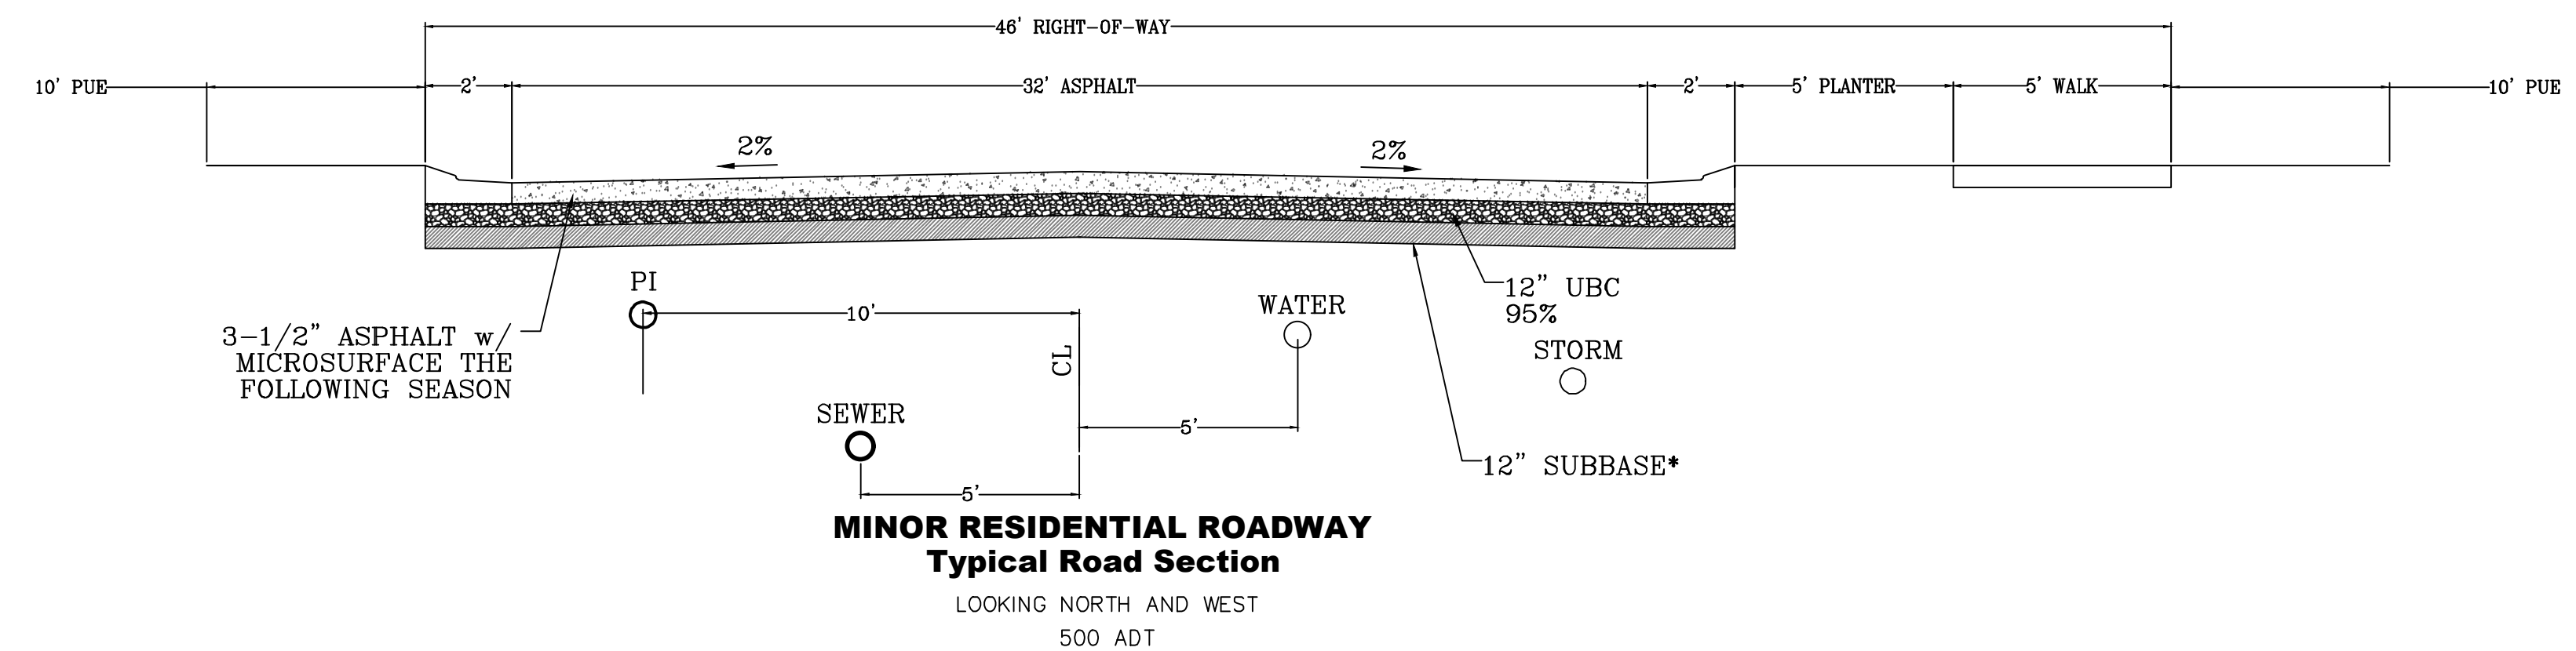 46' RIGHT-OF-WAY
10' PUE
2'
32' ASPHALT
2'
5' PLANTER
5' WALK
10' PUE
2%
2%
PI
10'
CL
WATER
12" UBC
95%
3-1/2" ASPHALT w/
MICROSURFACE THE
FOLLOWING SEASON
STORM
SEWER
5'
12" SUBBASE*
5'
MINOR RESIDENTIAL ROADWAY
Typical Road Section
LOOKING NORTH AND WEST
500 ADT